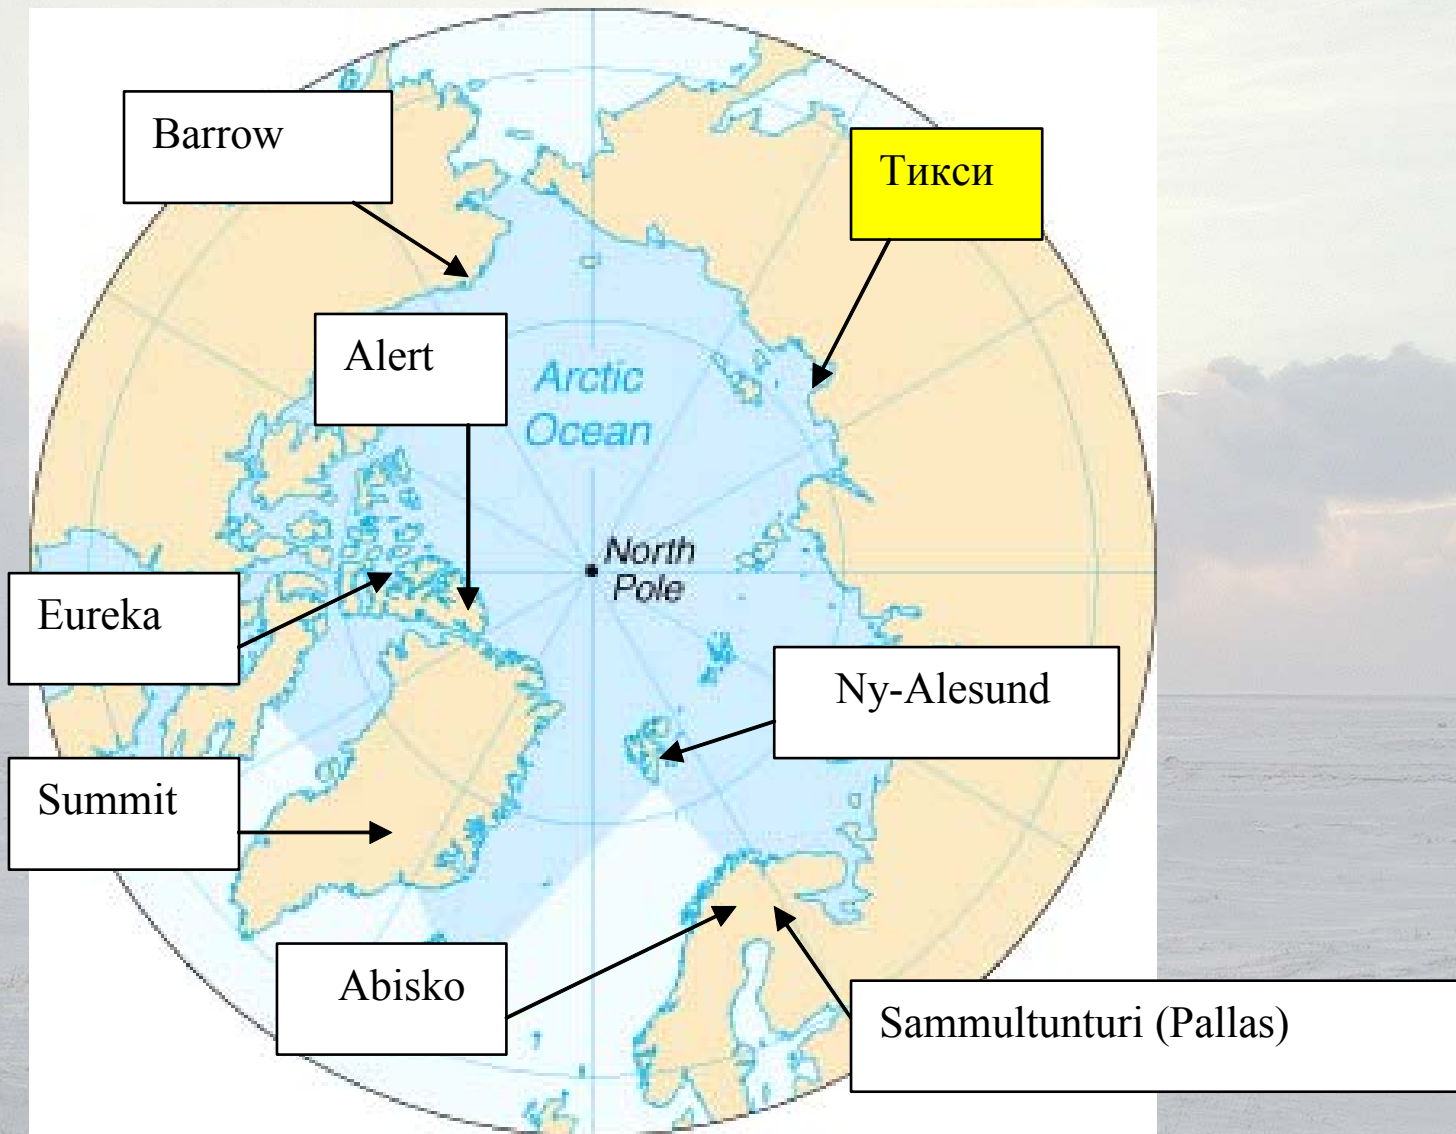 Barrow
Тикси
Alert
Arctic
Ocean
North
Pole
Eureka
Ny-Alesund
Summit
Abisko
Sammultunturi (Pallas)